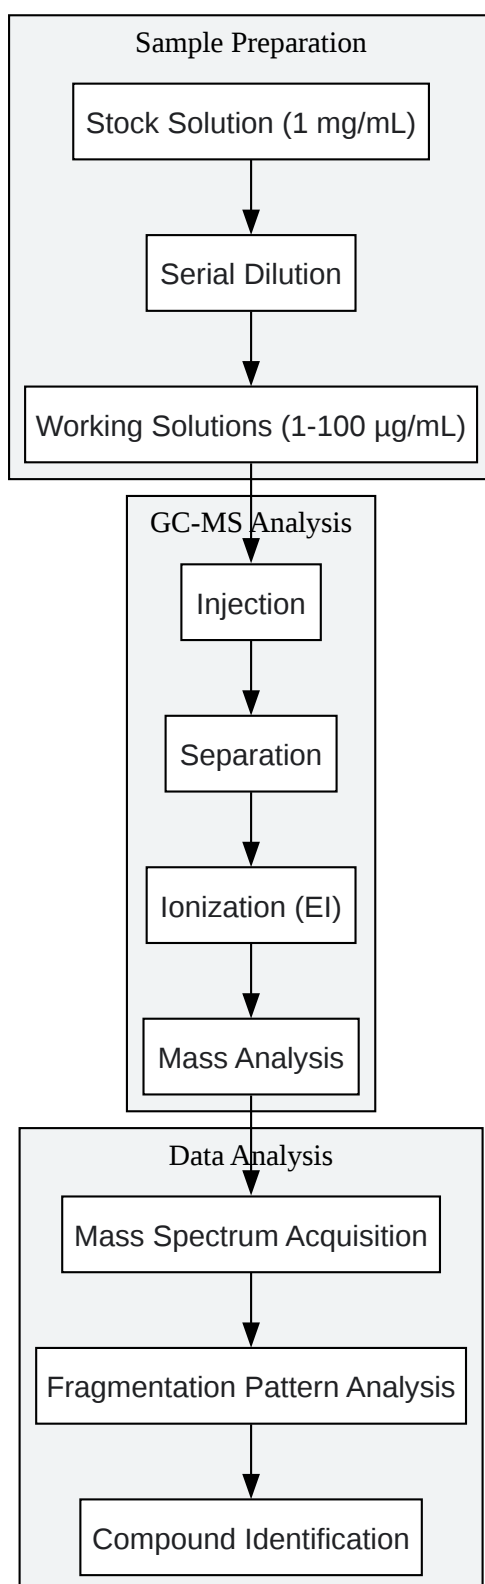 Sample Preparation
Stock Solution (1 mg/mL)
Serial Dilution
Working Solutions (1-100 µg/mL)
GC-MS Analysis
Injection
Separation
Ionization (EI)
Mass Analysis
Data Analysis
Mass Spectrum Acquisition
Fragmentation Pattern Analysis
Compound Identification